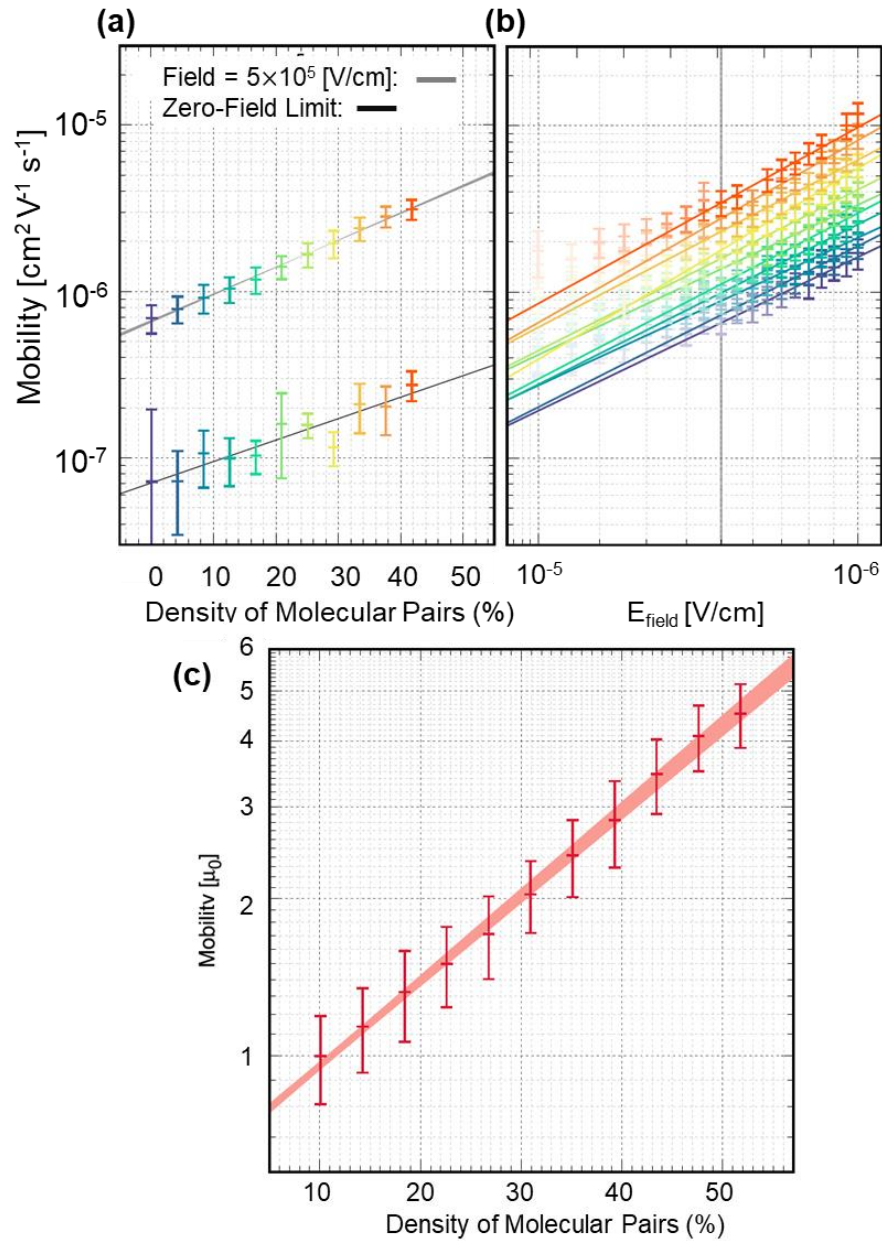 (a)
(b)
Field = 5×10⁵ [V/cm]:
Zero-Field Limit:
Mobility [cm² V⁻¹ s⁻¹]
10⁻⁵
10⁻⁶
10⁻⁷
0 10 20 30 40 50
Density of Molecular Pairs (%)
10⁻⁵ 10⁻⁶
E_field [V/cm]
(c)
Mobility [μ₀]
6
5
4
3
2
1
10 20 30 40 50
Density of Molecular Pairs (%)